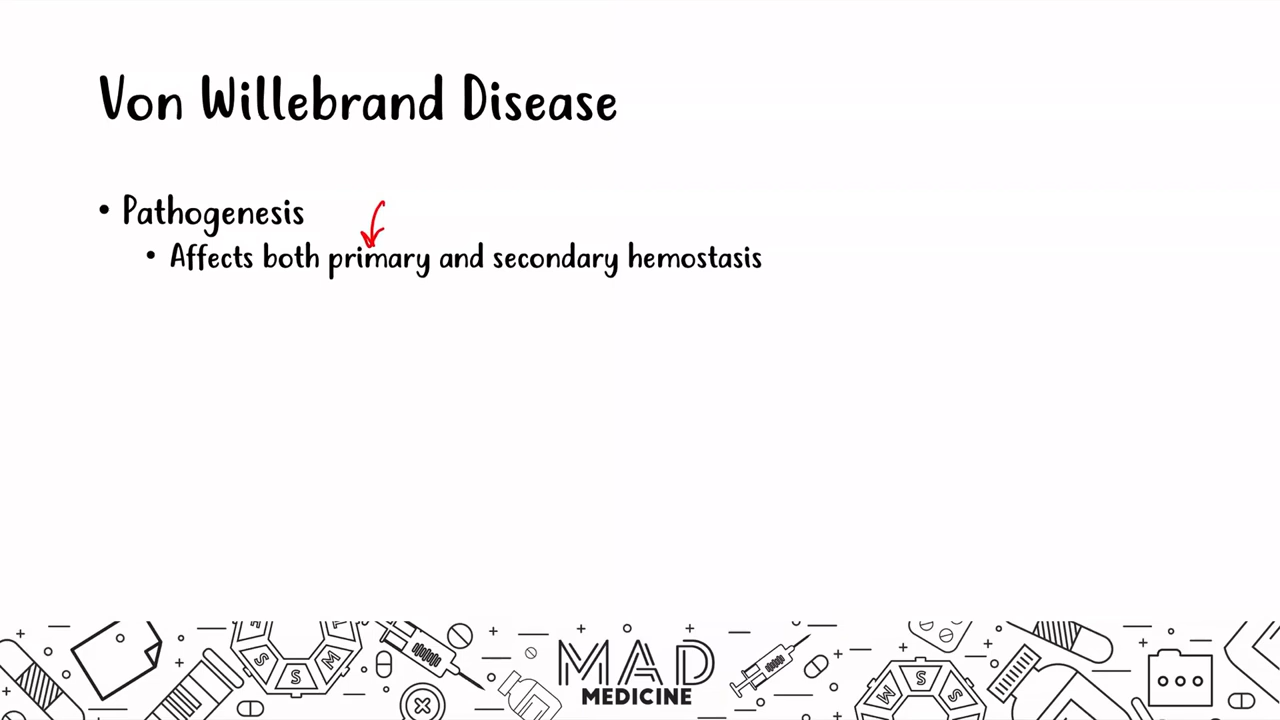 Von Willebrand Disease
• Pathogenesis
• Affects both primary and secondary hemostasis
S S M
MAD
MEDICINE
M S S